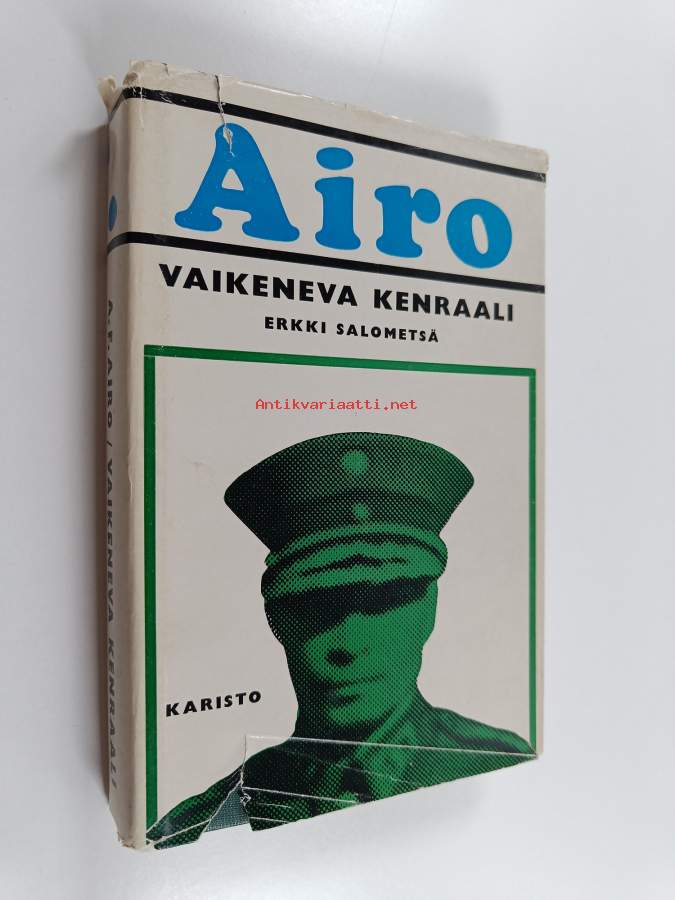 Airo
VAIKENEVA KENRAALI
ERKKI SALOMETSÄ
Antikvariaatti.net
KARISTO
A.F. AIRO / VAIKENEVA KENRAALI